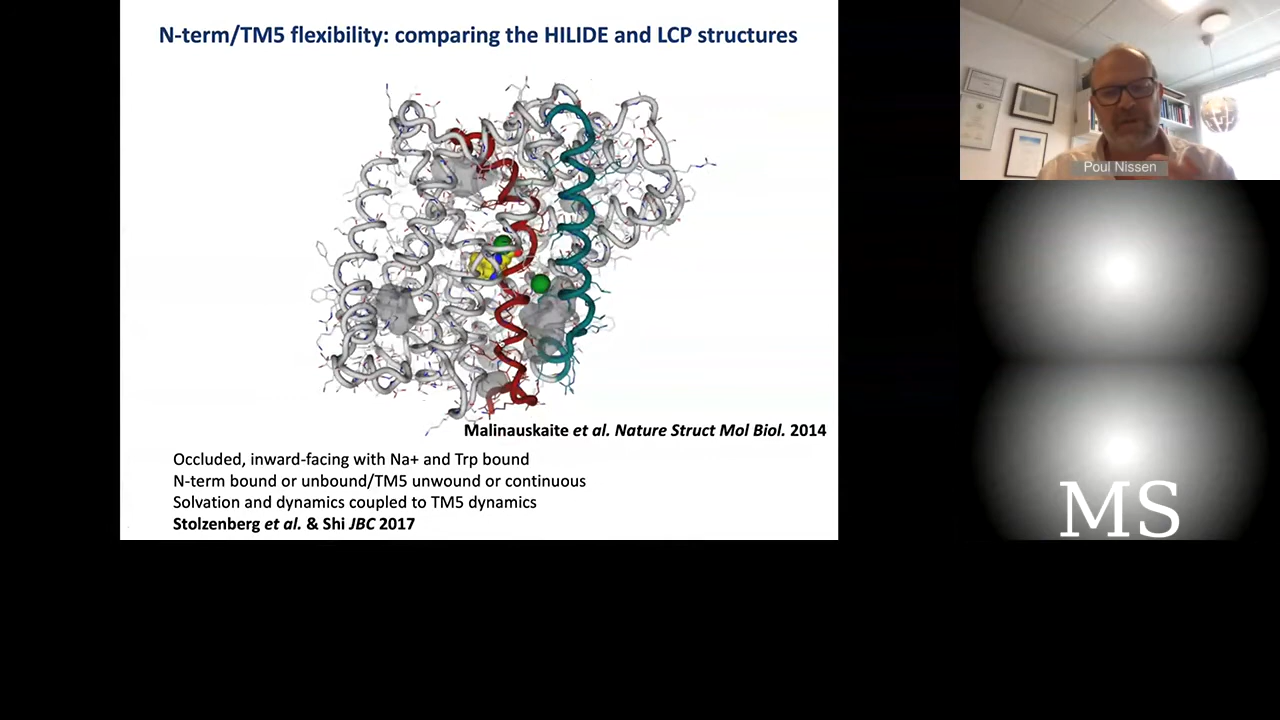 N-term/TM5 flexibility: comparing the HILIDE and LCP structures
Poul Nissen
Malinauskaite et al. Nature Struct Mol Biol. 2014
Occluded, inward-facing with Na+ and Trp bound
N-term bound or unbound/TM5 unwound or continuous
Solvation and dynamics coupled to TM5 dynamics
Stolzenberg et al. & Shi JBC 2017
MS